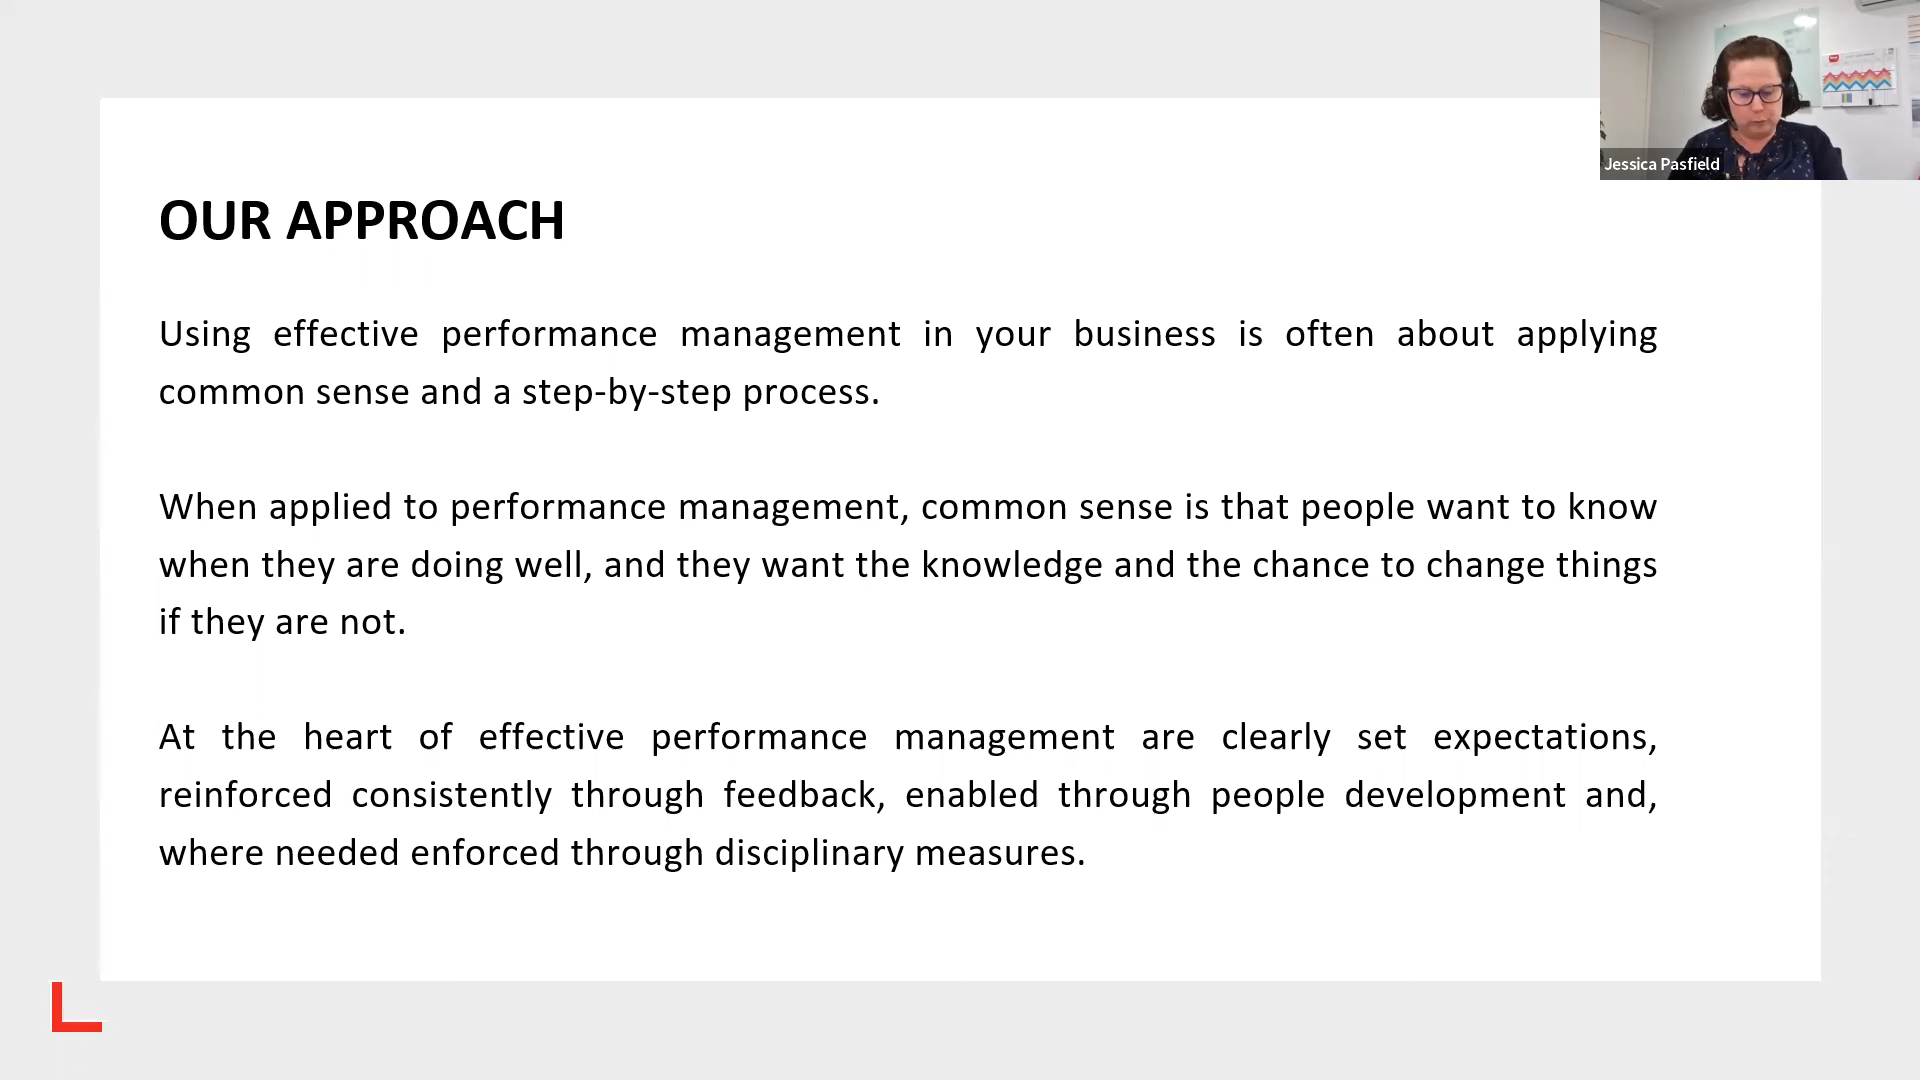 Jessica Pasfield
OUR APPROACH
Using effective performance management in your business is often about applying
common sense and a step-by-step process.
When applied to performance management, common sense is that people want to know
when they are doing well, and they want the knowledge and the chance to change things
if they are not.
At the heart of effective performance management are clearly set expectations,
reinforced consistently through feedback, enabled through people development and,
where needed enforced through disciplinary measures.